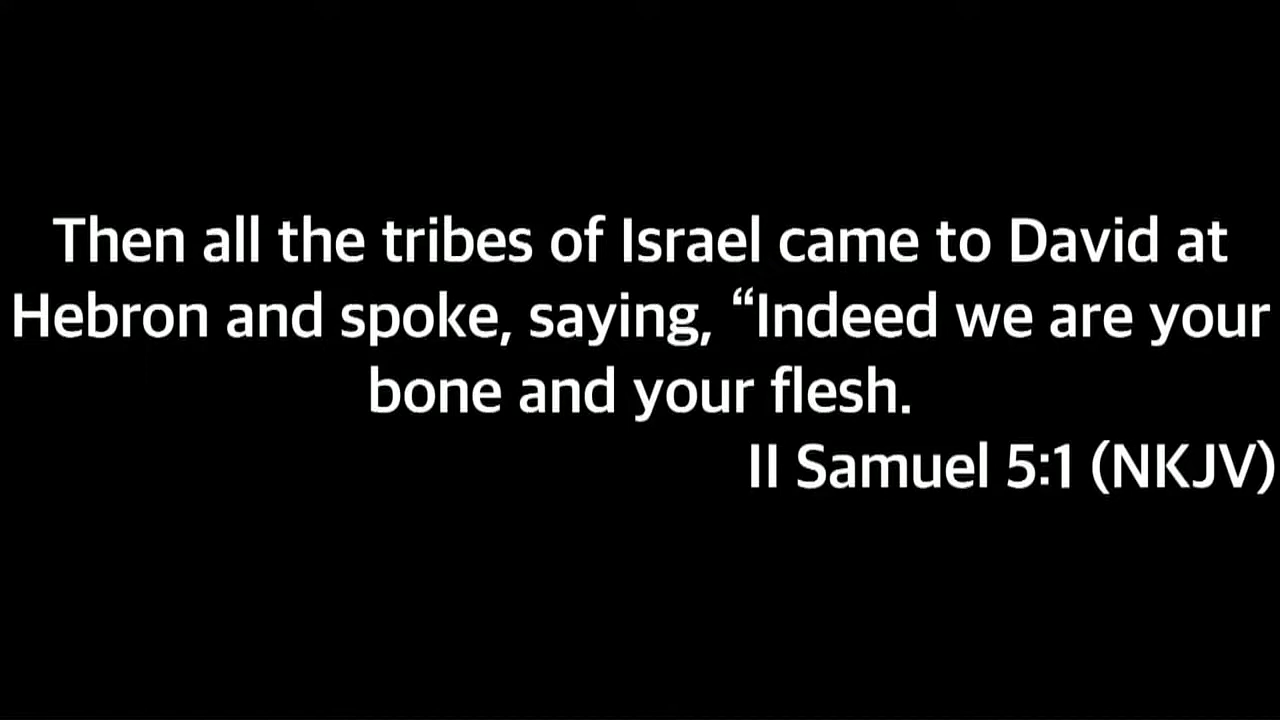 Then all the tribes of Israel came to David at
Hebron and spoke, saying, “Indeed we are your
bone and your flesh.
II Samuel 5:1 (NKJV)